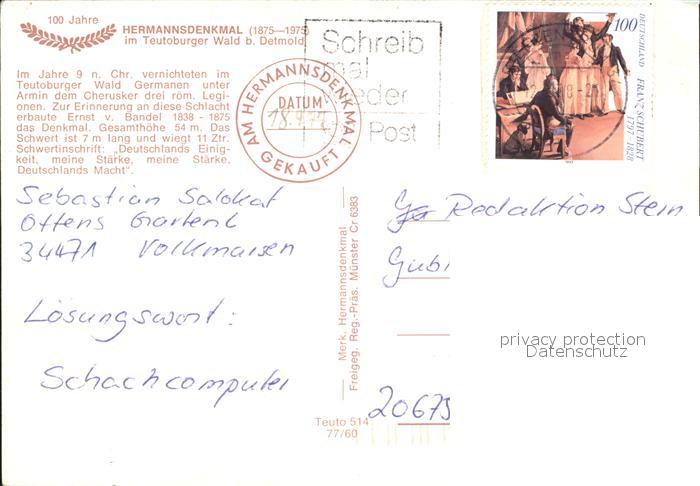 100 Jahre
HERMANNSDENKMAL (1875—1975)
im Teutoburger Wald b. Detmold
Im Jahre 9 n. Chr. vernichteten im
Teutoburger Wald Germanen unter
Armin dem Cherusker drei röm. Legi-
onen. Zur Erinnerung an diese Schlacht
erbaute Ernst v. Bandel 1838 - 1875
das Denkmal. Gesamthöhe 54 m. Das
Schwert ist 7 m lang und wiegt 11 Ztr.
Schwertinschrift: „Deutschlands Einig-
keit, meine Stärke, meine Stärke,
Deutschlands Macht“.
AM HERMANNSDENKMAL
DATUM
GEKAUFT
Schreib
mal
wieder
Post
100 DEUTSCHLAND
FRANZ SCHUBERT
1797-1828
Sebastian Salokat
Ottens Garten 6
34471 Volkmarsen
Lösungswort:
Schachcomputer
Merk. Hermannsdenkmal
Freigeg. Reg.-Präs. Münster Cr 6383
Teuto 514
77/60
Redaktion Stern
20679
privacy protection
Datenschutz